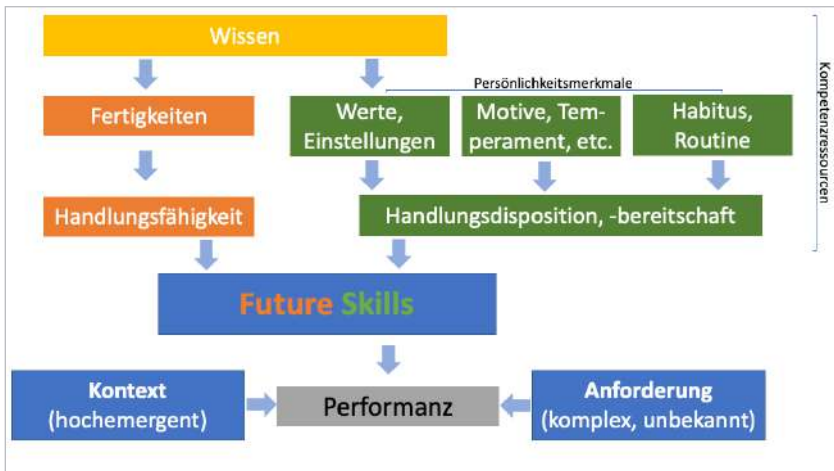 Wissen
Persönlichkeitsmerkmale
Kompetenzressourcen
Fertigkeiten
Werte,
Einstellungen
Motive, Tem-
perament, etc.
Habitus,
Routine
Handlungsfähigkeit
Handlungsdisposition, -bereitschaft
Future Skills
Kontext
(hochemergent)
Performanz
Anforderung
(komplex, unbekannt)